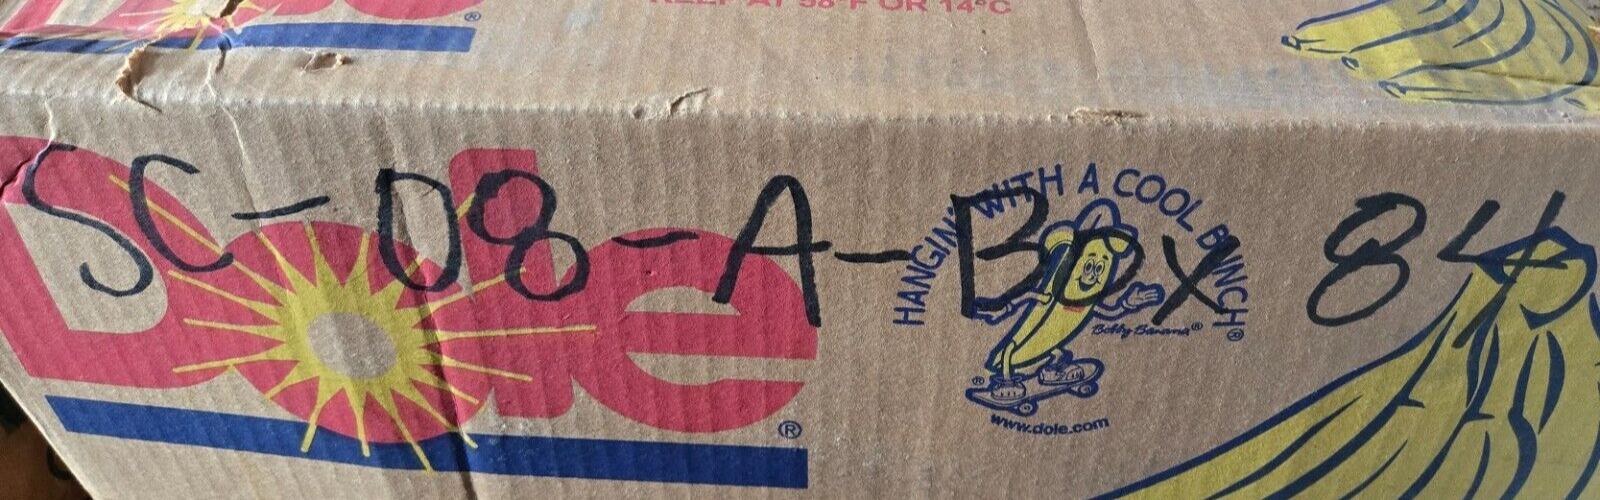 KEEP AT 58°F OR 14°C
SC-08-A-Box 84
Dole
HANGIN' WITH A COOL BUNCH®
Bobby Banana®
®
www.dole.com
®